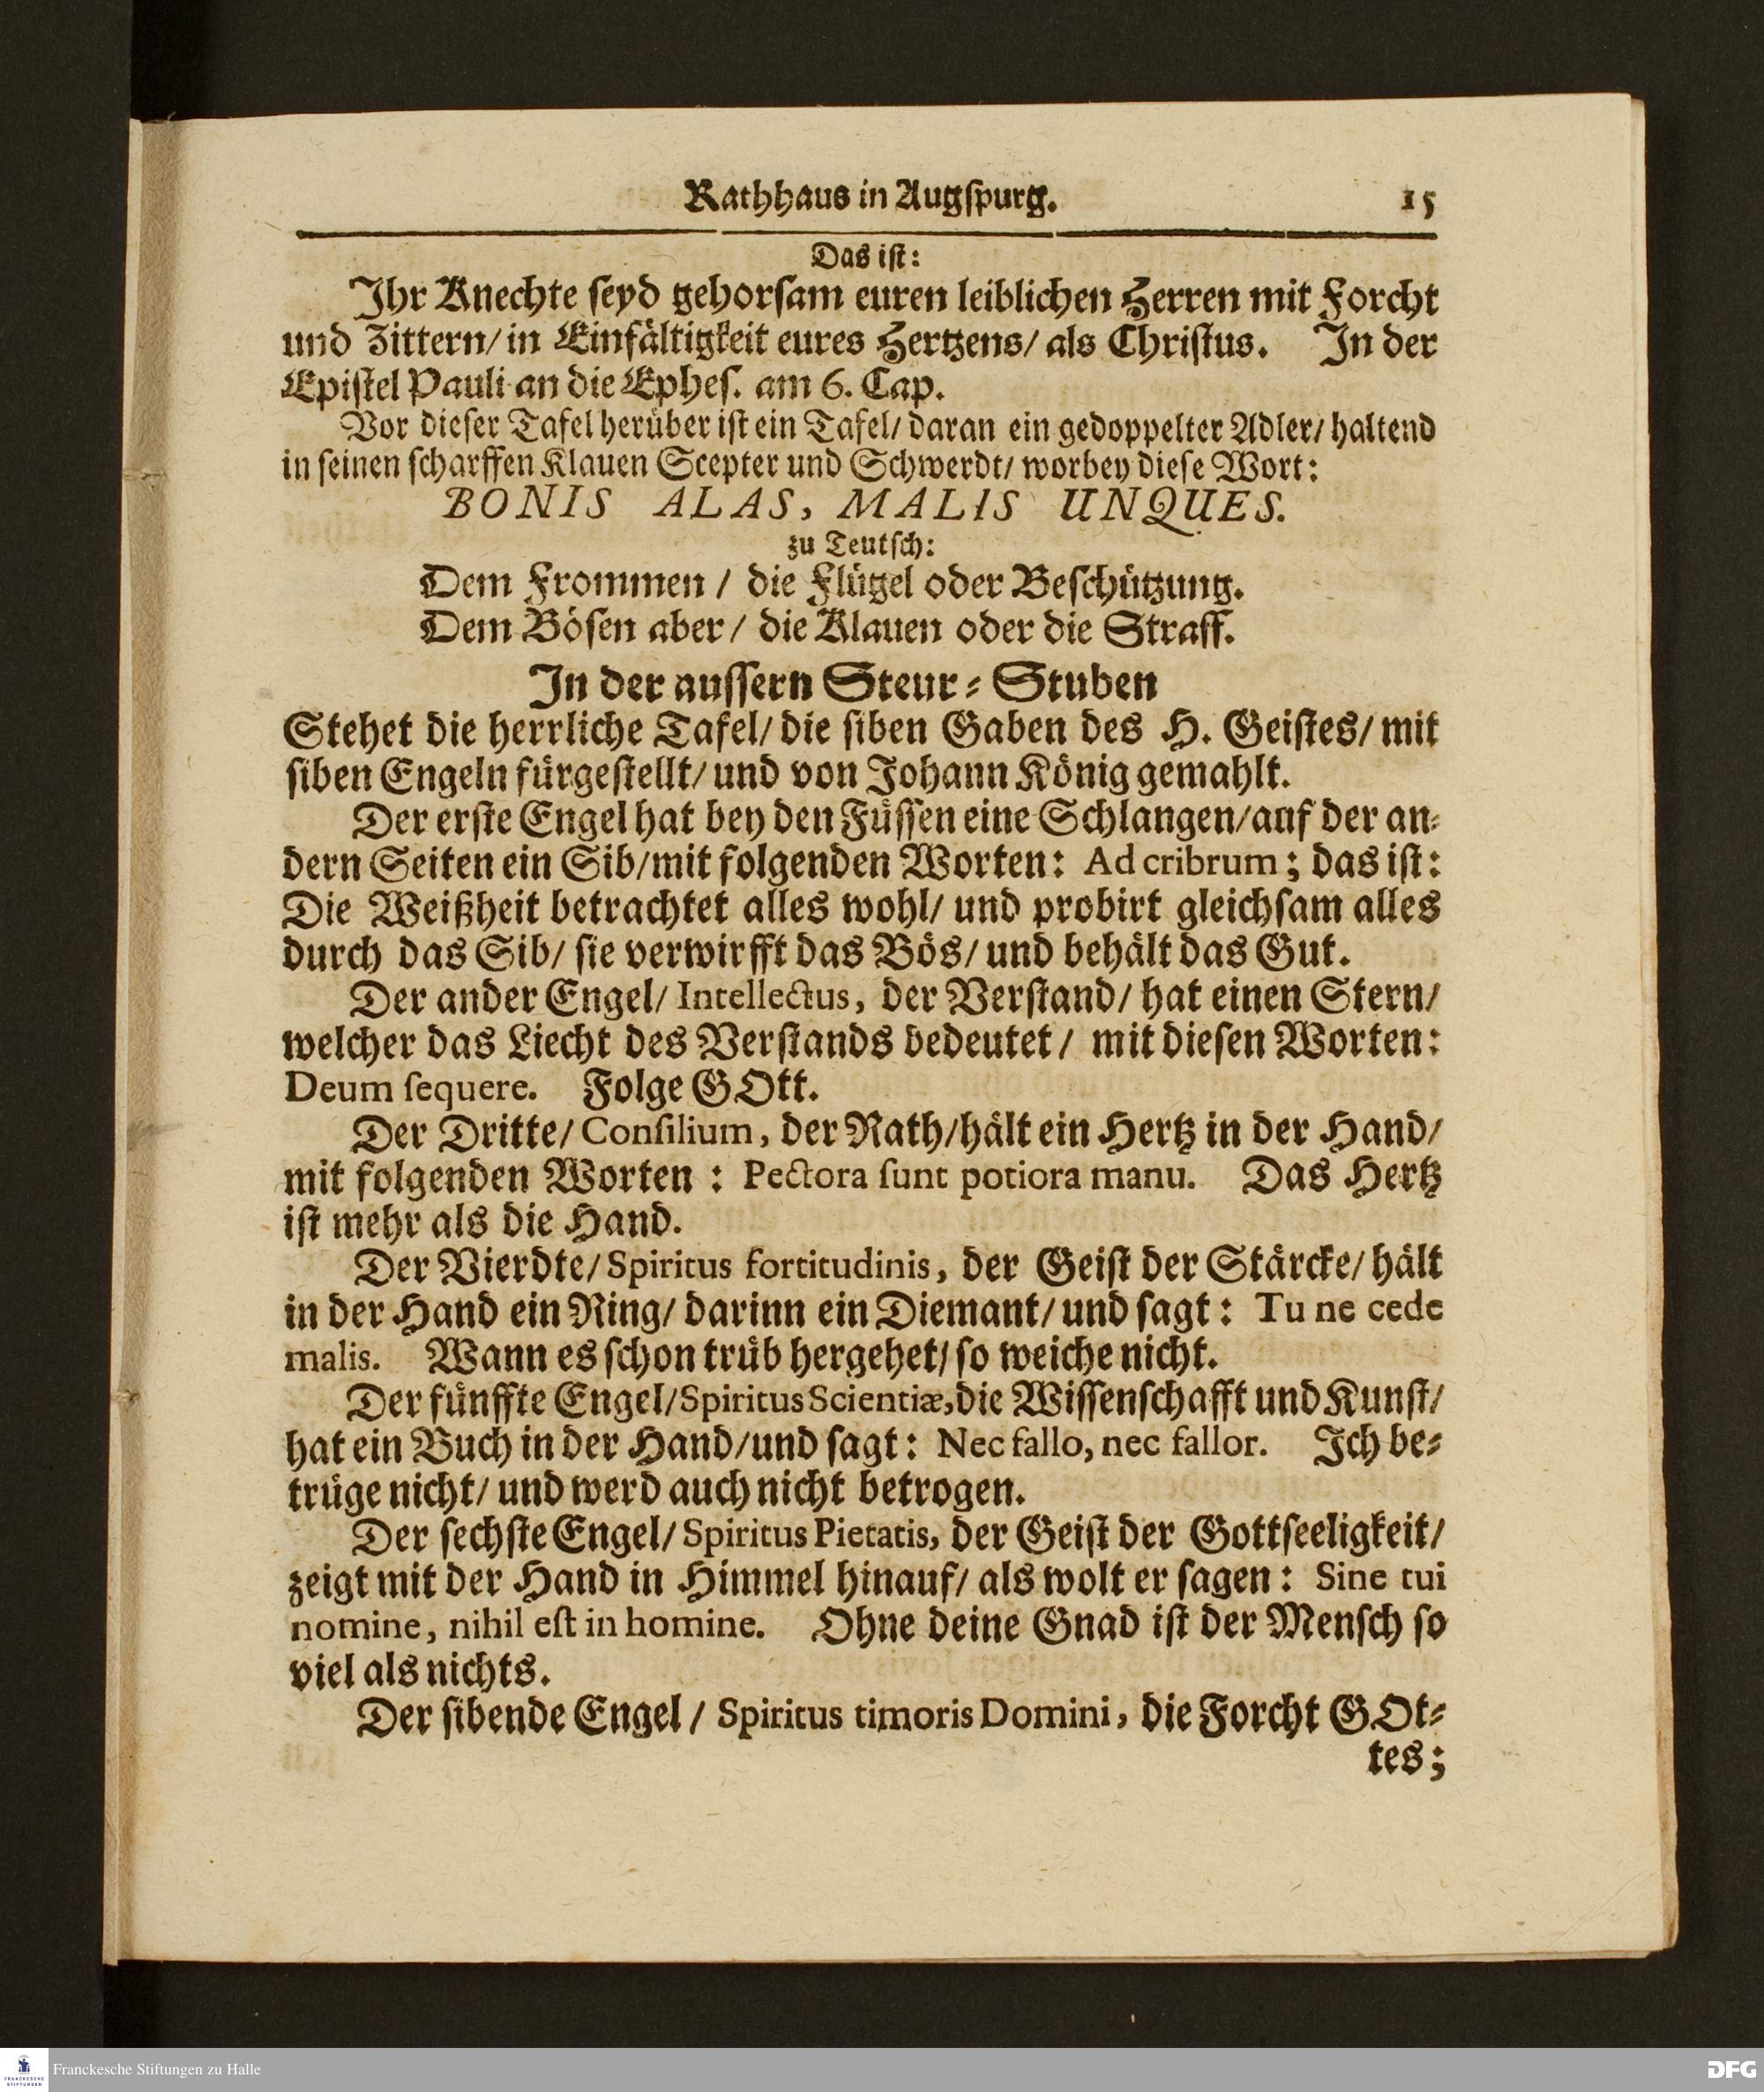 Rathhaus in Augspurg. 15
Das ist:
Ihr Knechte seyd gehorsam euren leiblichen Herren mit Forcht
und Zittern/ in Einfältigkeit eures Hertzens/ als Christus. In der
Epistel Pauli an die Ephes. am 6. Cap.
Vor dieser Tafel herüber ist ein Tafel/ daran ein gedoppelter Adler/ haltend
in seinen scharffen Klauen Scepter und Schwerdt/ worbey diese Wort:
BONIS ALAS, MALIS UNQUES.
zu Teutsch:
Dem Frommen / die Flügel oder Beschützung.
Dem Bösen aber / die Klauen oder die Straff.
In der aussern Steur-Stuben
Stehet die herrliche Tafel/ die siben Gaben des H. Geistes/ mit
siben Engeln fürgestellt/ und von Johann König gemahlt.
Der erste Engel hat bey den Füssen eine Schlangen/ auf der an-
dern Seiten ein Sib/ mit folgenden Worten: Ad cribrum; das ist:
Die Weißheit betrachtet alles wohl/ und probirt gleichsam alles
durch das Sib/ sie verwirfft das Bös/ und behält das Gut.
Der ander Engel/ Intellectus, der Verstand/ hat einen Stern/
welcher das Liecht des Verstands bedeutet / mit diesen Worten:
Deum sequere. Folge GOtt.
Der Dritte/ Consilium, der Rath/ hält ein Hertz in der Hand/
mit folgenden Worten : Pectora sunt potiora manu. Das Hertz
ist mehr als die Hand.
Der Vierdte/ Spiritus fortitudinis, der Geist der Stärcke/ hält
in der Hand ein Ring/ darinn ein Diemant/ und sagt: Tu ne cede
malis. Wann es schon trüb hergehet/ so weiche nicht.
Der fünffte Engel/ Spiritus Scientiæ, die Wissenschafft und Kunst/
hat ein Buch in der Hand/ und sagt: Nec fallo, nec fallor. Ich be-
trüge nicht/ und werd auch nicht betrogen.
Der sechste Engel/ Spiritus Pietatis, der Geist der Gottseeligkeit/
zeigt mit der Hand in Himmel hinauf/ als wolt er sagen: Sine tui
nomine, nihil est in homine. Ohne deine Gnad ist der Mensch so
viel als nichts.
Der sibende Engel / Spiritus timoris Domini, die Forcht GOt-
tes;
FRANCKESCHE STIFTUNGEN
Franckesche Stiftungen zu Halle
DFG